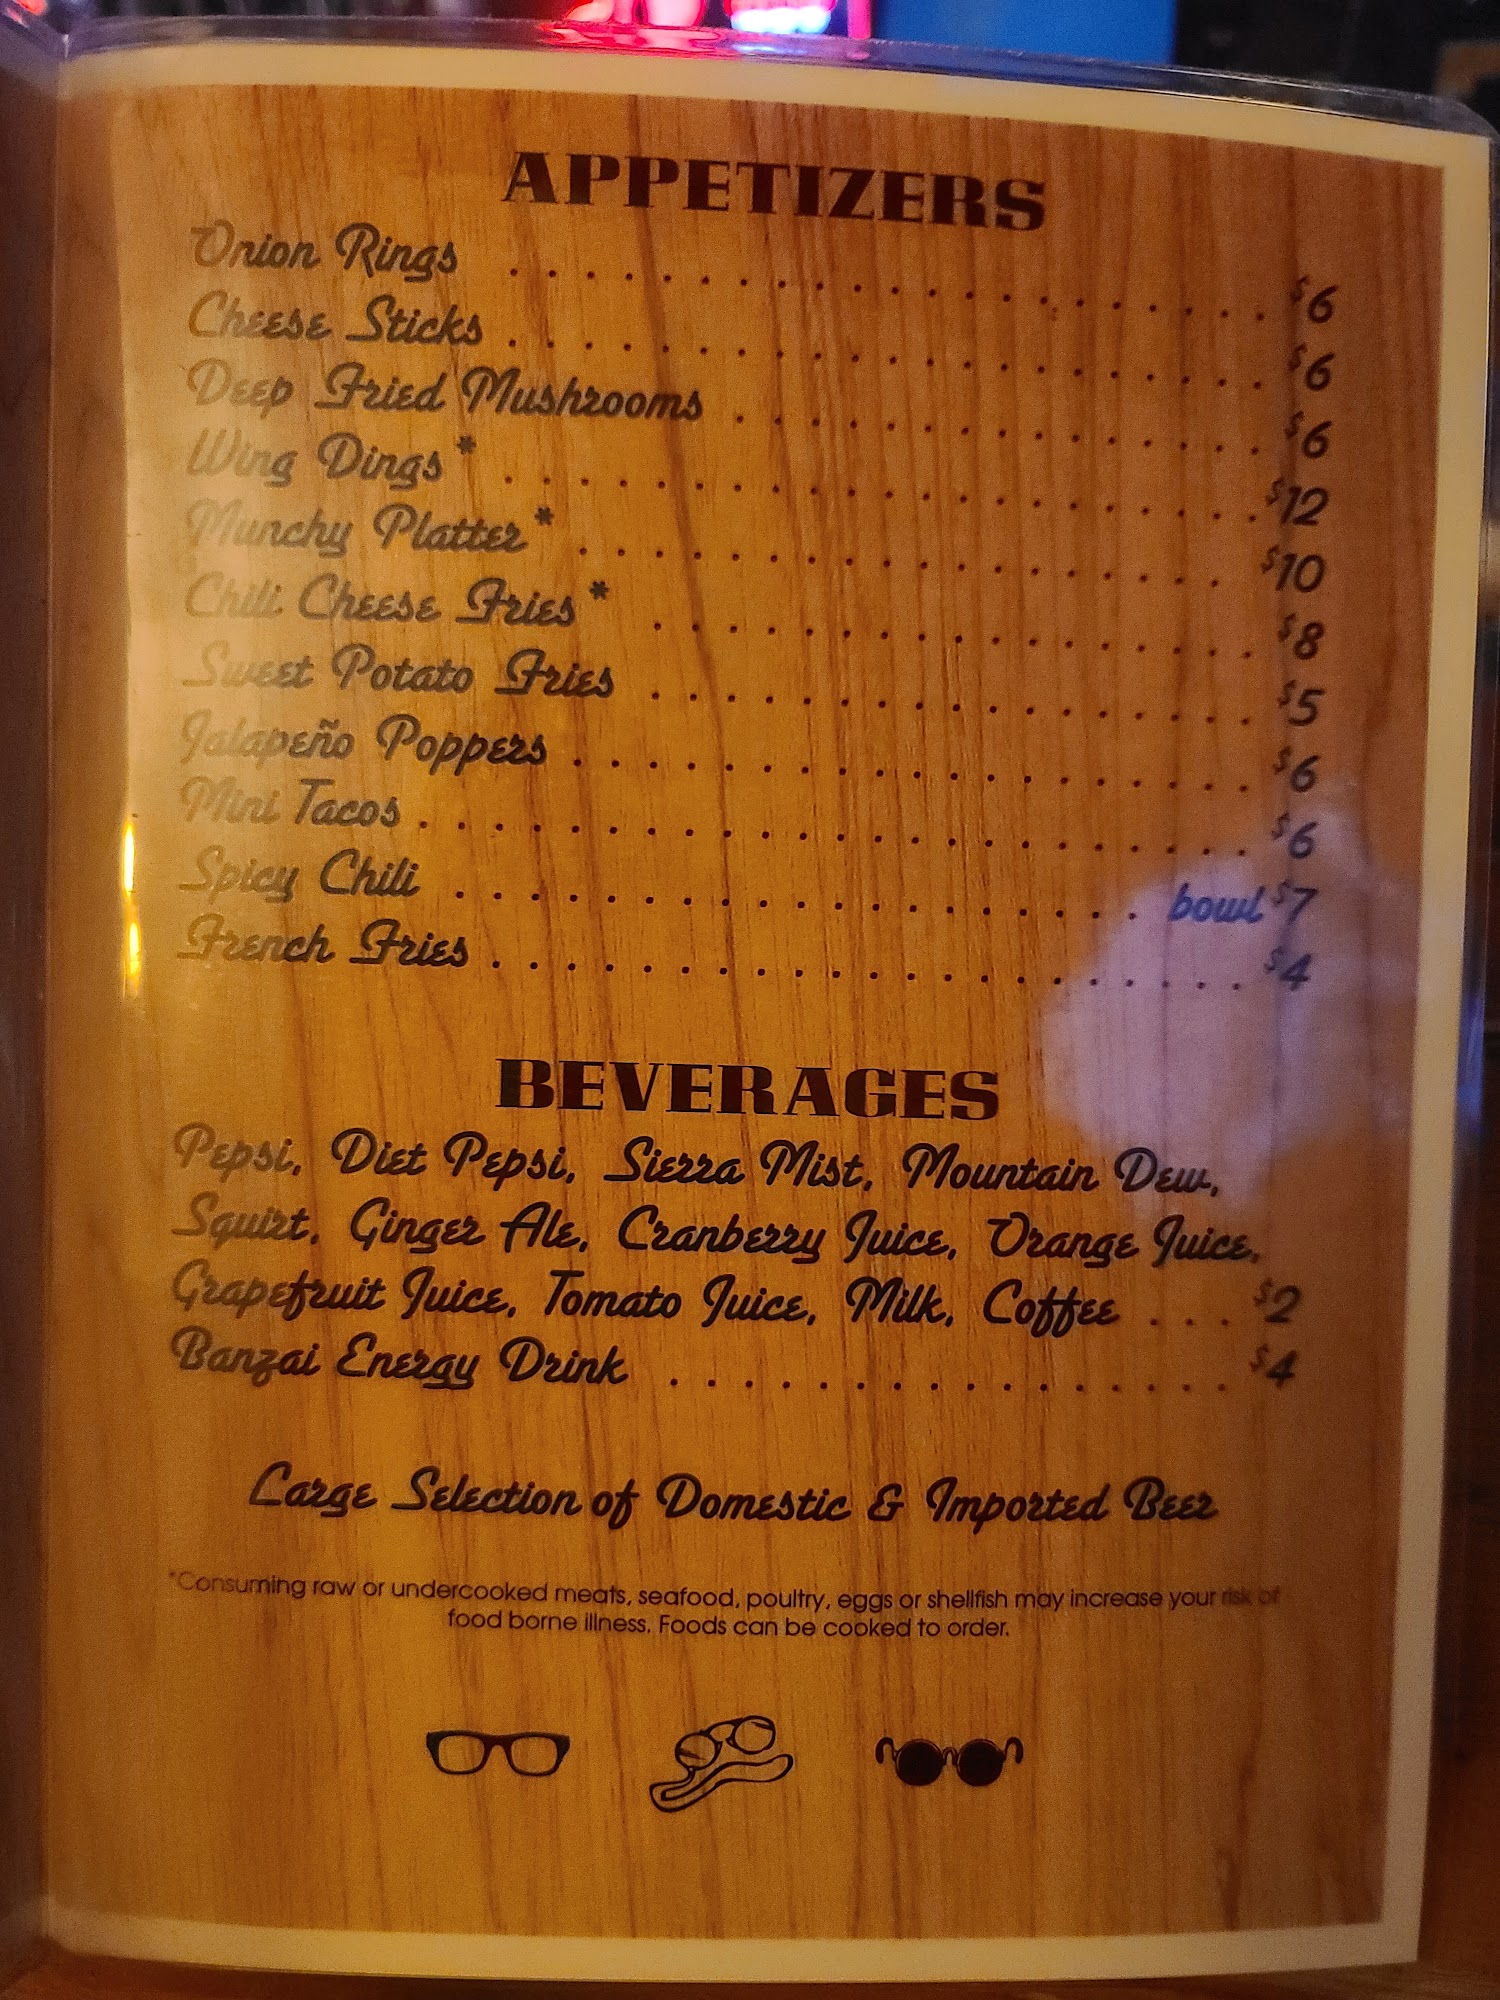 APPETIZERS
Onion Rings . . . . . . . . . . . . . . . . . . . . $6
Cheese Sticks . . . . . . . . . . . . . . . . . . . . $6
Deep Fried Mushrooms . . . . . . . . . . . . . . $6
Wing Dings* . . . . . . . . . . . . . . . . . . . . $12
Munchy Platter* . . . . . . . . . . . . . . . . . $10
Chili Cheese Fries* . . . . . . . . . . . . . . . . $8
Sweet Potato Fries . . . . . . . . . . . . . . . . $5
Jalapeño Poppers . . . . . . . . . . . . . . . . . . $6
Mini Tacos . . . . . . . . . . . . . . . . . . . . . . $6
Spicy Chili . . . . . . . . . . . . . . . . . . bowl $7
French Fries . . . . . . . . . . . . . . . . . . . . $4
BEVERAGES
Pepsi, Diet Pepsi, Sierra Mist, Mountain Dew,
Squirt, Ginger Ale, Cranberry Juice, Orange Juice,
Grapefruit Juice, Tomato Juice, Milk, Coffee . . . $2
Banzai Energy Drink . . . . . . . . . . . . . . . $4
Large Selection of Domestic & Imported Beer
*Consuming raw or undercooked meats, seafood, poultry, eggs or shellfish may increase your risk of
food borne illness. Foods can be cooked to order.